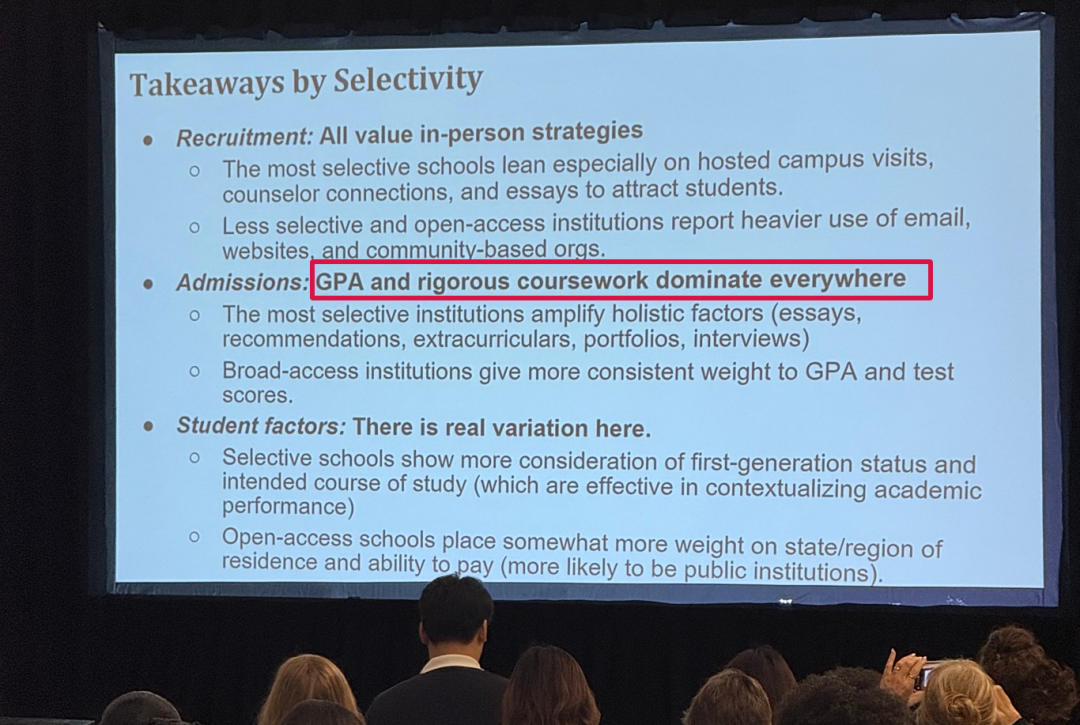 Takeaways by Selectivity
● Recruitment: All value in-person strategies
○ The most selective schools lean especially on hosted campus visits,
counselor connections, and essays to attract students.
○ Less selective and open-access institutions report heavier use of email,
websites, and community-based orgs.
● Admissions: GPA and rigorous coursework dominate everywhere
○ The most selective institutions amplify holistic factors (essays,
recommendations, extracurriculars, portfolios, interviews)
○ Broad-access institutions give more consistent weight to GPA and test
scores.
● Student factors: There is real variation here.
○ Selective schools show more consideration of first-generation status and
intended course of study (which are effective in contextualizing academic
performance)
○ Open-access schools place somewhat more weight on state/region of
residence and ability to pay (more likely to be public institutions).